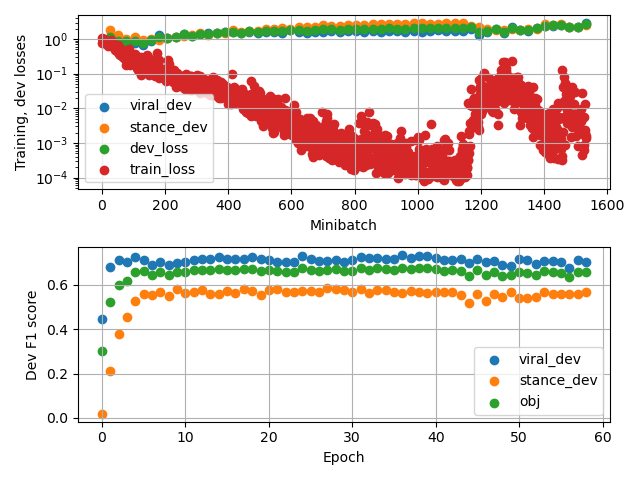 Training, dev losses
10⁰
10⁻¹
10⁻²
10⁻³
10⁻⁴
viral_dev
stance_dev
dev_loss
train_loss
0 200 400 600 800 1000 1200 1400 1600
Minibatch
Dev F1 score
0.6
0.4
0.2
0.0
viral_dev
stance_dev
obj
0 10 20 30 40 50 60
Epoch